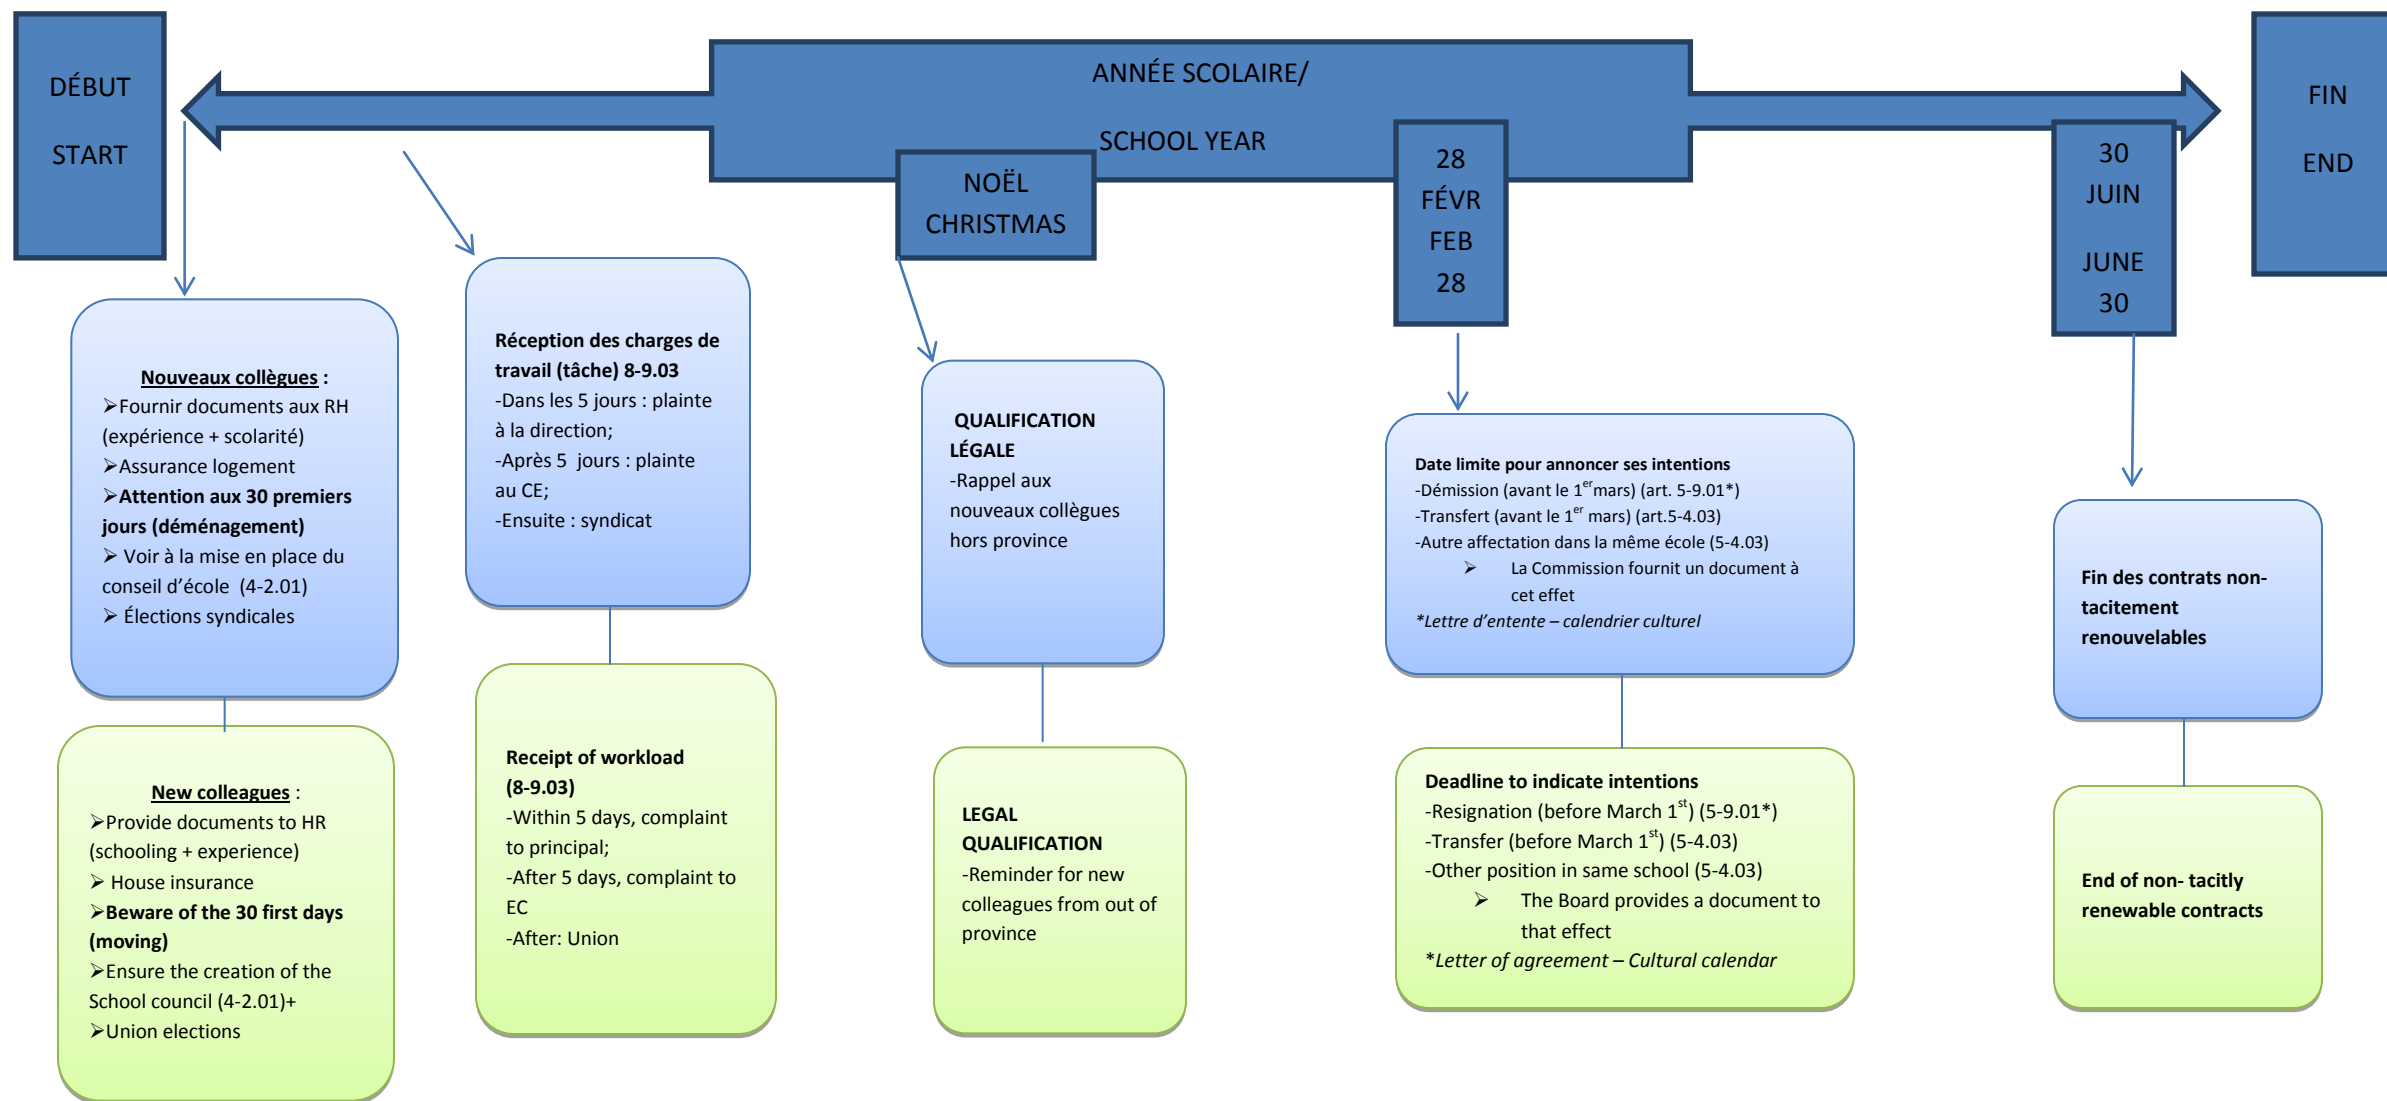 DÉBUT
START
ANNÉE SCOLAIRE/
SCHOOL YEAR
NOËL
CHRISTMAS
28
FÉVR
FEB
28
30
JUIN
JUNE
30
FIN
END
Nouveaux collègues :
➢Fournir documents aux RH
(expérience + scolarité)
➢Assurance logement
➢Attention aux 30 premiers
jours (déménagement)
➢ Voir à la mise en place du
conseil d’école (4-2.01)
➢ Élections syndicales
New colleagues :
➢Provide documents to HR
(schooling + experience)
➢ House insurance
➢Beware of the 30 first days
(moving)
➢Ensure the creation of the
School council (4-2.01)+
➢Union elections
Réception des charges de
travail (tâche) 8-9.03
-Dans les 5 jours : plainte
à la direction;
-Après 5 jours : plainte
au CE;
-Ensuite : syndicat
Receipt of workload
(8-9.03)
-Within 5 days, complaint
to principal;
-After 5 days, complaint to
EC
-After: Union
QUALIFICATION
LÉGALE
-Rappel aux
nouveaux collègues
hors province
LEGAL
QUALIFICATION
-Reminder for new
colleagues from out of
province
Date limite pour annoncer ses intentions
-Démission (avant le 1er mars) (art. 5-9.01*)
-Transfert (avant le 1er mars) (art.5-4.03)
-Autre affectation dans la même école (5-4.03)
➢ La Commission fournit un document à
cet effet
*Lettre d’entente – calendrier culturel
Deadline to indicate intentions
-Resignation (before March 1st) (5-9.01*)
-Transfer (before March 1st) (5-4.03)
-Other position in same school (5-4.03)
➢ The Board provides a document to
that effect
*Letter of agreement – Cultural calendar
Fin des contrats non-
tacitement
renouvelables
End of non- tacitly
renewable contracts